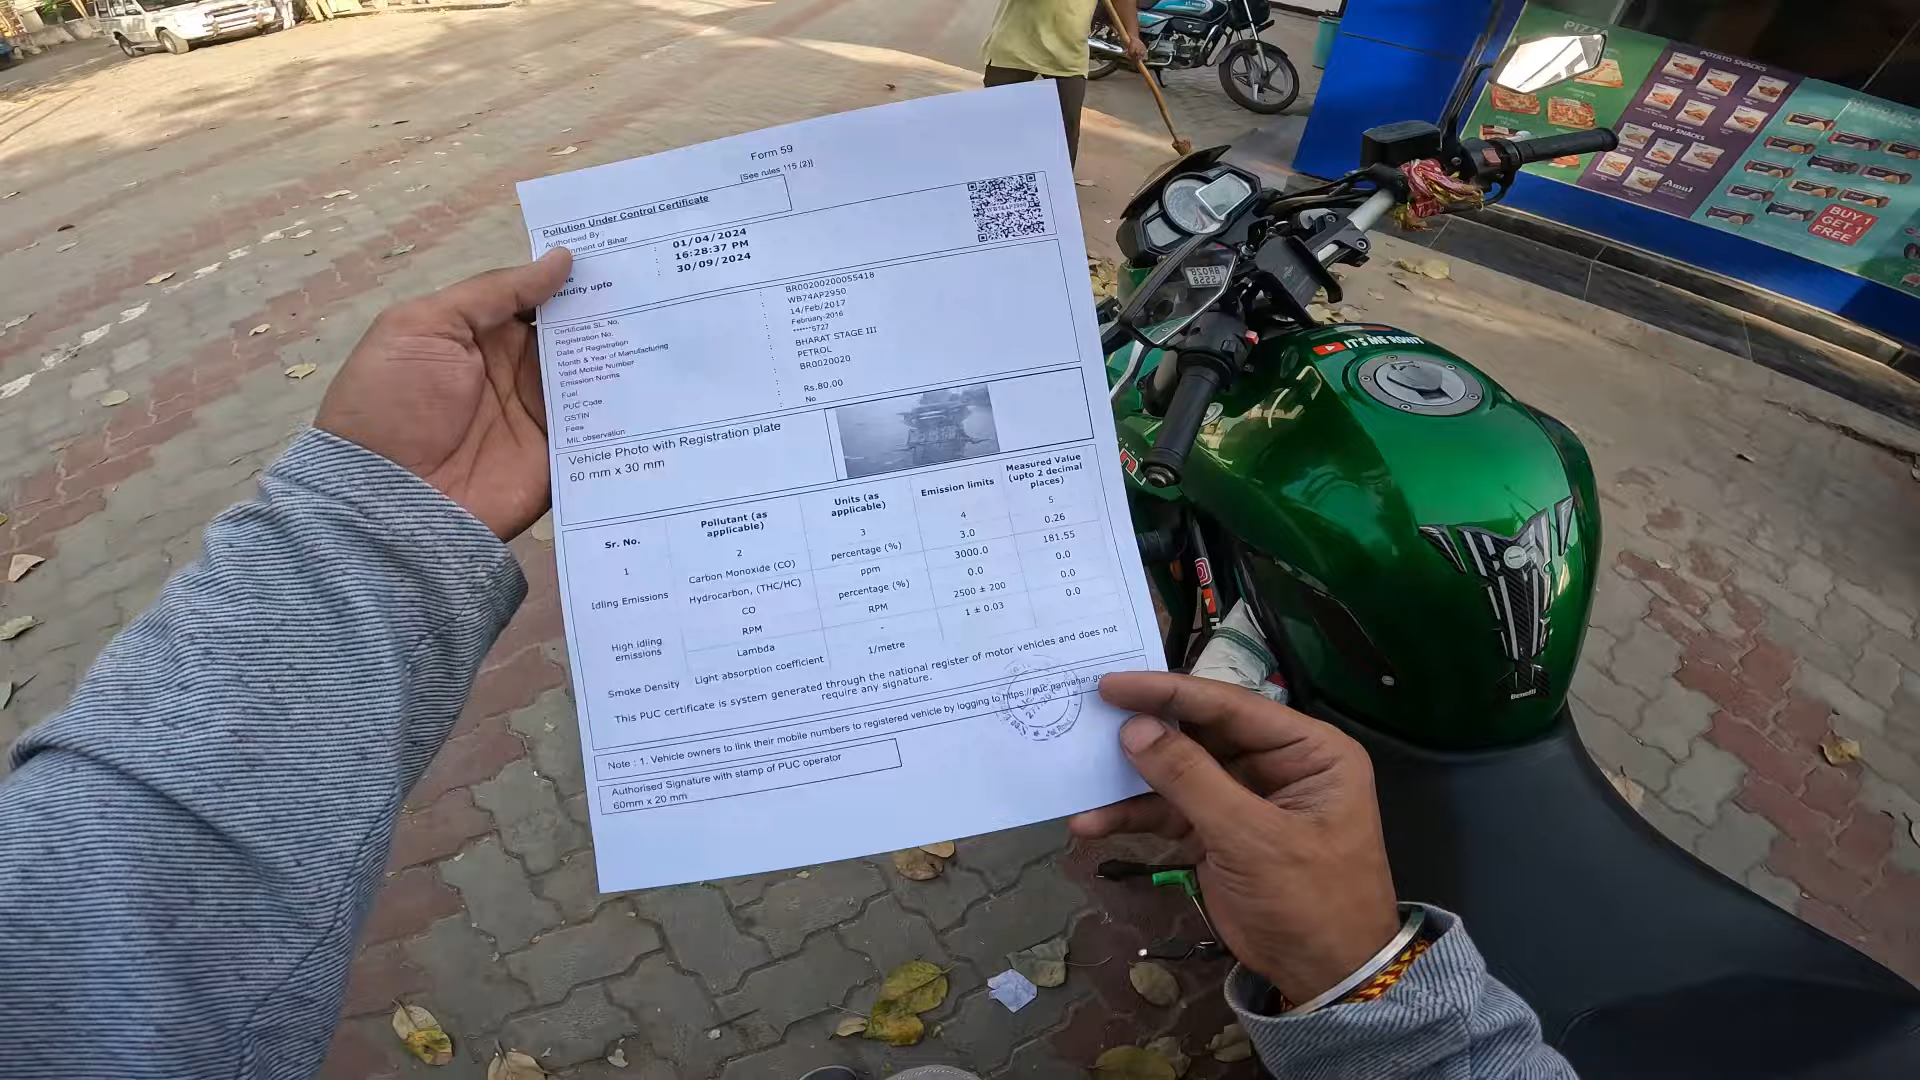 Form 59
[See rules 115 (2)]
Pollution Under Control Certificate
Authorised By :
Government of Bihar
: 01/04/2024
: 16:28:37 PM
Validity upto : 30/09/2024
Certificate SL. No. : BR00200200055418
Registration No. : WB74AP2950
Date of Registration : 14/Feb/2017
Month & Year of Manufacturing : February-2016
Valid Mobile Number : ******5727
Emission Norms : BHARAT STAGE III
Fuel : PETROL
PUC Code : BR0020020
GSTIN :
Fees : Rs.80.00
MIL observation : No
Vehicle Photo with Registration plate
60 mm x 30 mm
Sr. No. Pollutant (as applicable) Units (as applicable) Emission limits Measured Value (upto 2 decimal places)
1 2 3 4 5
Idling Emissions Carbon Monoxide (CO) percentage (%) 3.0 0.26
Hydrocarbon, (THC/HC) ppm 3000.0 181.55
High idling emissions CO percentage (%) 0.0 0.0
RPM RPM 2500 ± 200 0.0
Lambda - 1 ± 0.03 0.0
Smoke Density Light absorption coefficient 1/metre
This PUC certificate is system generated through the national register of motor vehicles and does not
require any signature.
Note : 1. Vehicle owners to link their mobile numbers to registered vehicle by logging to https://puc.parivahan.gov
Authorised Signature with stamp of PUC operator
60mm x 20 mm
IT'S ME ROHIT
Benelli
POTATO SNACKS
DAIRY SNACKS
Amul
BUY 1
GET 1
FREE